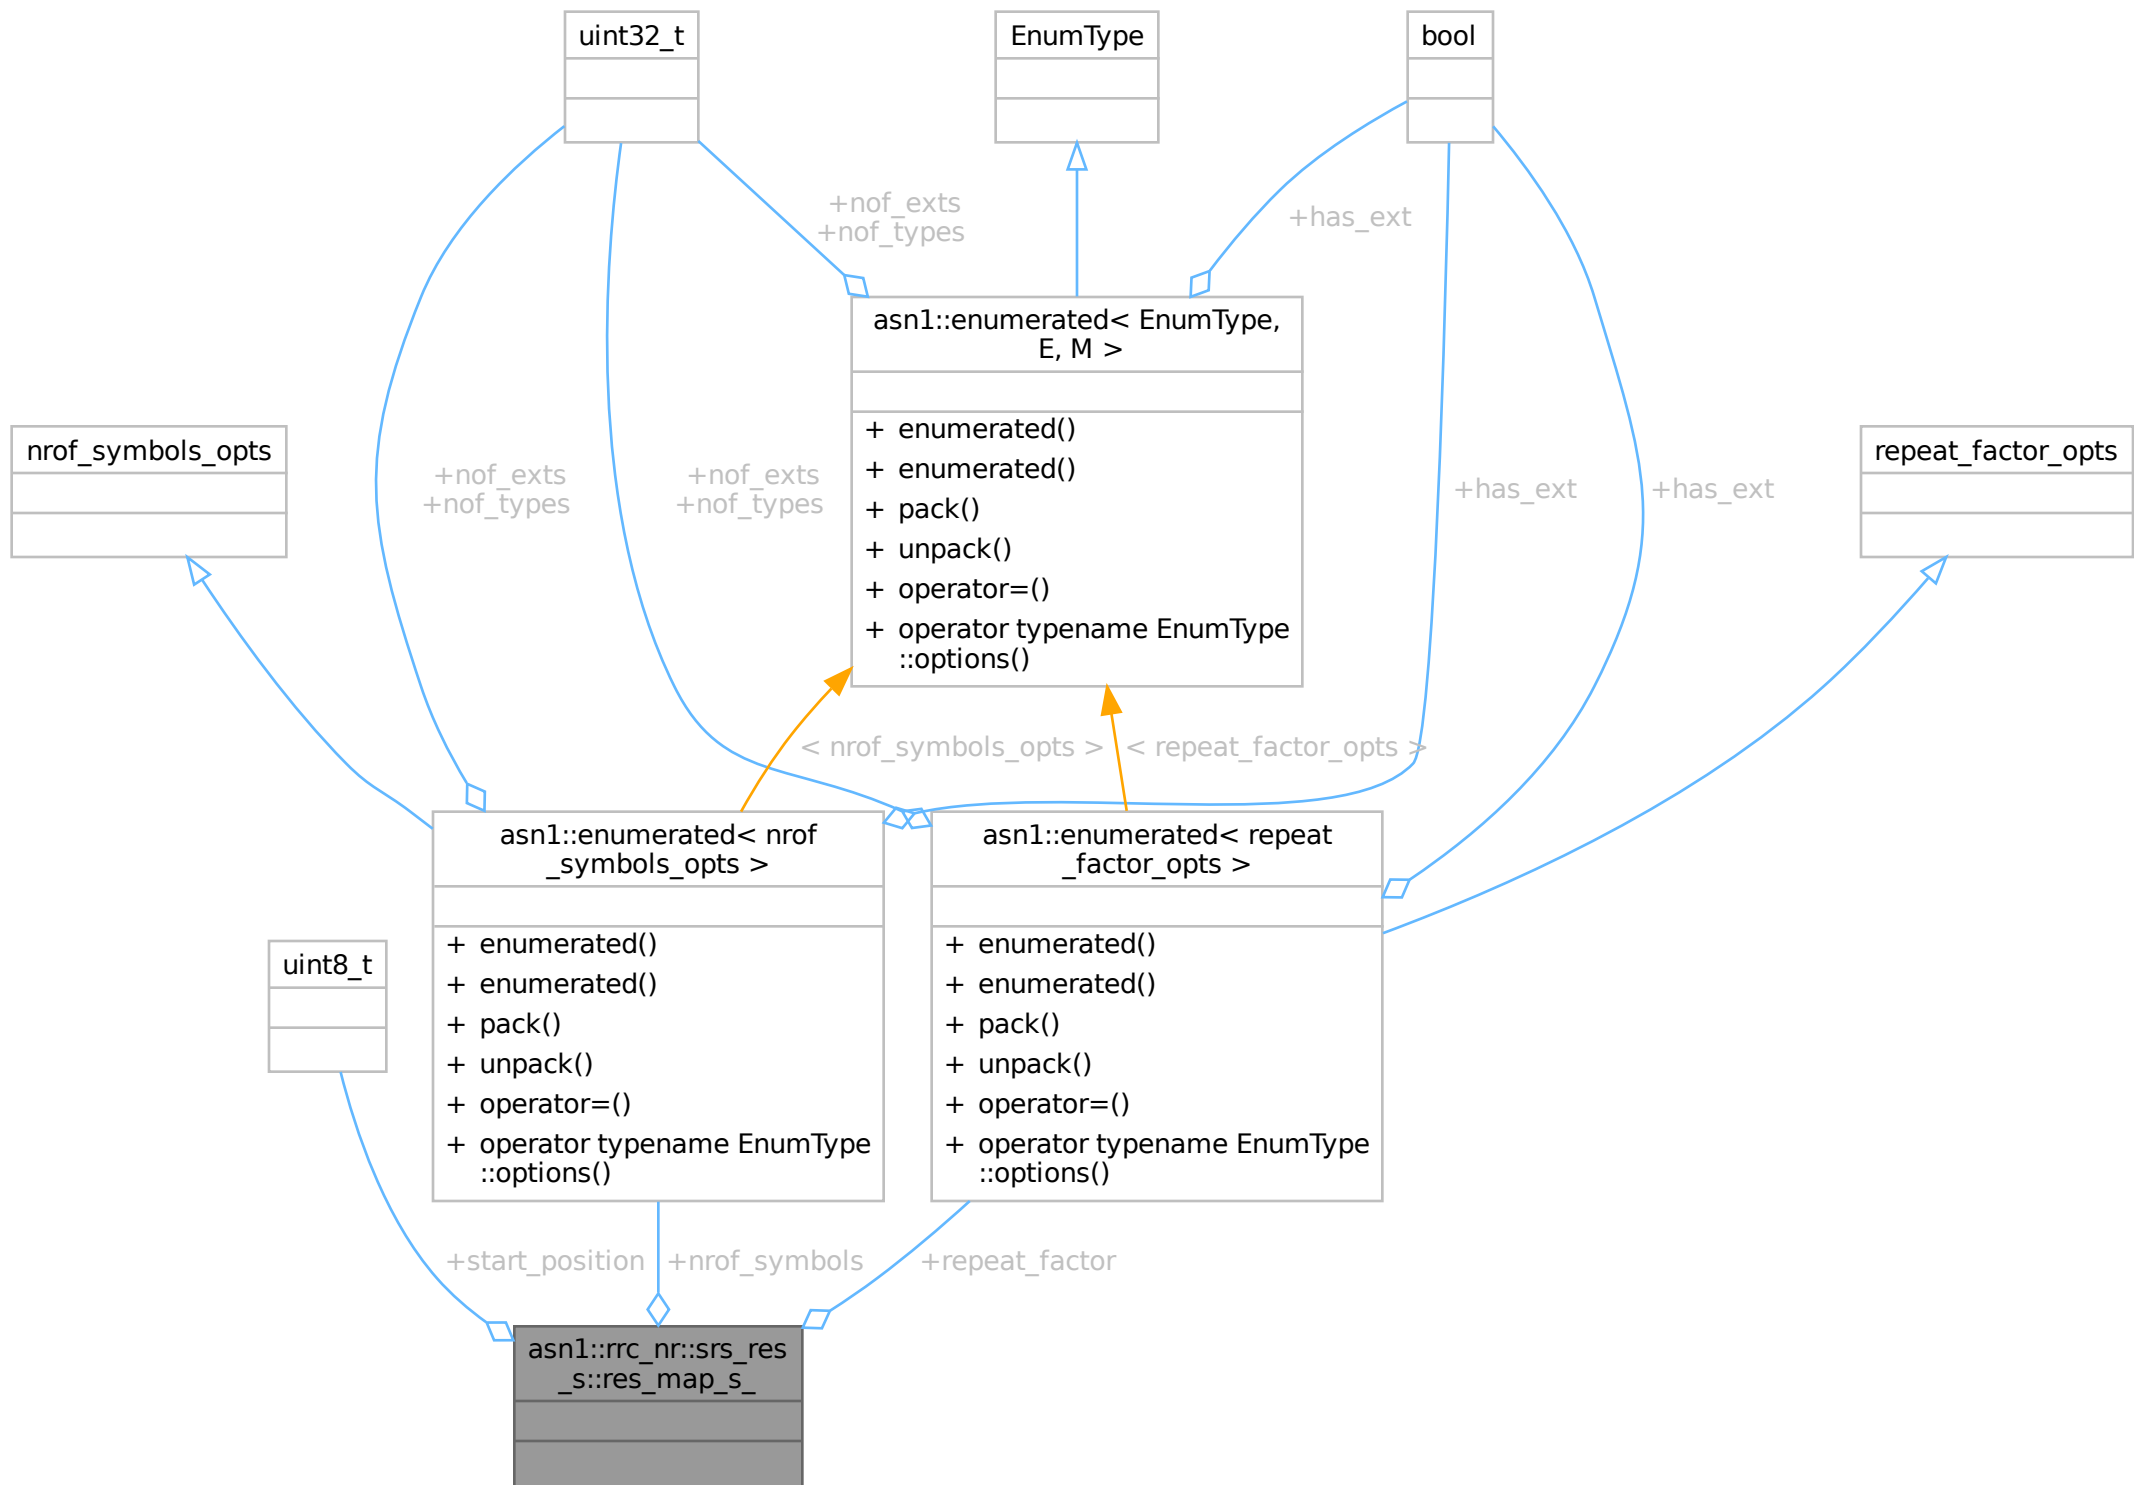 uint32_t
EnumType
bool
+nof_exts
+nof_types
+has_ext
asn1::enumerated< EnumType,
E, M >
+ enumerated()
+ enumerated()
+ pack()
+ unpack()
+ operator=()
+ operator typename EnumType
::options()
nrof_symbols_opts
+nof_exts
+nof_types
+nof_exts
+nof_types
+has_ext
+has_ext
repeat_factor_opts
< nrof_symbols_opts >
< repeat_factor_opts >
asn1::enumerated< nrof
_symbols_opts >
+ enumerated()
+ enumerated()
+ pack()
+ unpack()
+ operator=()
+ operator typename EnumType
::options()
asn1::enumerated< repeat
_factor_opts >
+ enumerated()
+ enumerated()
+ pack()
+ unpack()
+ operator=()
+ operator typename EnumType
::options()
uint8_t
+start_position
+nrof_symbols
+repeat_factor
asn1::rrc_nr::srs_res
_s::res_map_s_